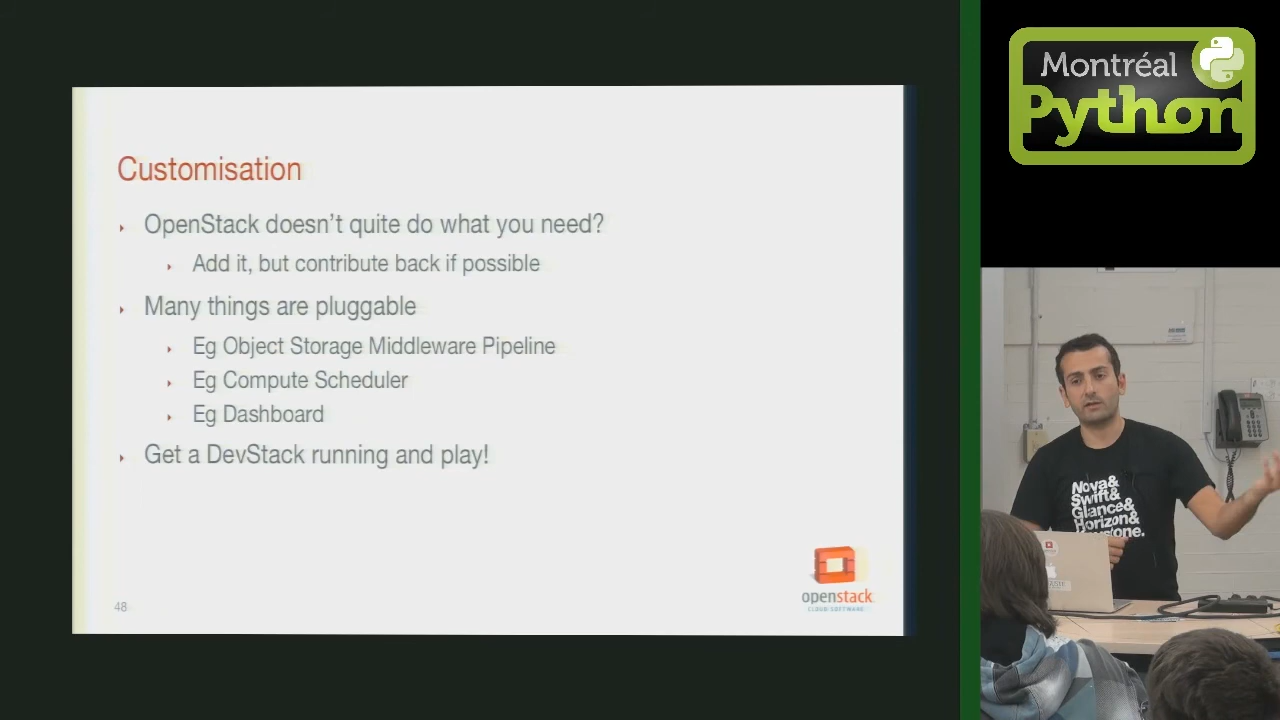 Customisation
OpenStack doesn't quite do what you need?
Add it, but contribute back if possible
Many things are pluggable
Eg Object Storage Middleware Pipeline
Eg Compute Scheduler
Eg Dashboard
Get a DevStack running and play!
48
openstack
CLOUD SOFTWARE
Montréal
Python
Nova&
Swift&
Glance&
Horizon&